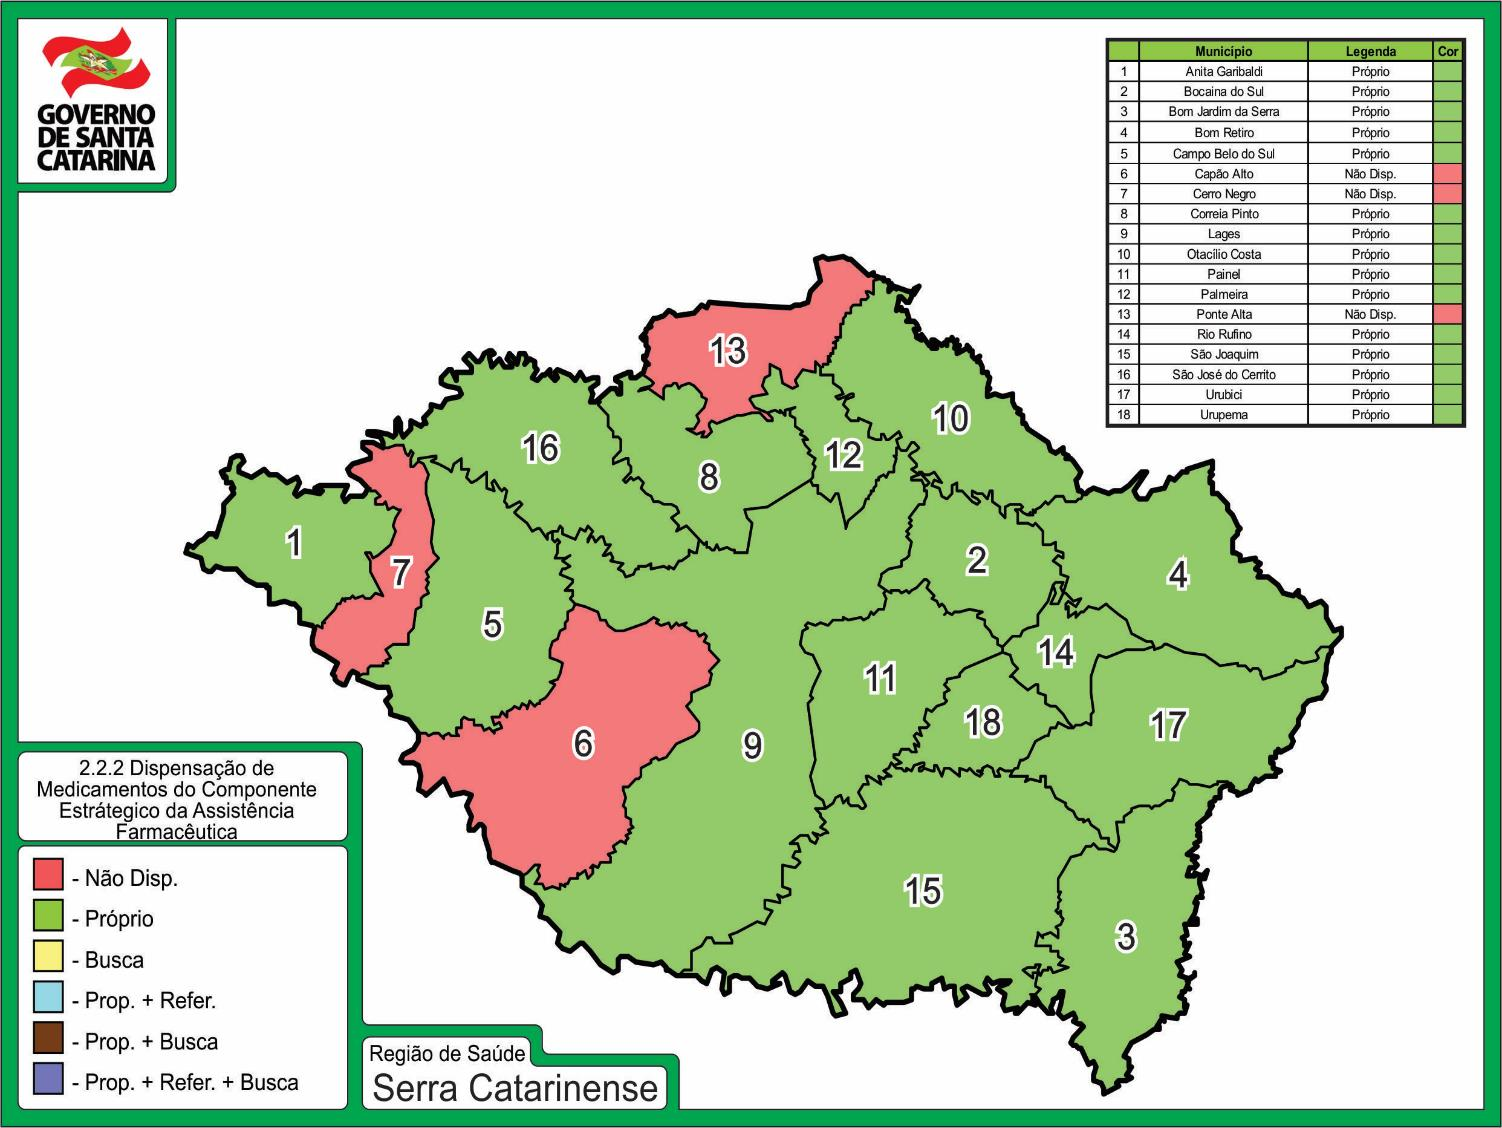 GOVERNO
DE SANTA
CATARINA
Município Legenda Cor
1 Anita Garibaldi Próprio
2 Bocaina do Sul Próprio
3 Bom Jardim da Serra Próprio
4 Bom Retiro Próprio
5 Campo Belo do Sul Próprio
6 Capão Alto Não Disp.
7 Cerro Negro Não Disp.
8 Correia Pinto Próprio
9 Lages Próprio
10 Otacílio Costa Próprio
11 Painel Próprio
12 Palmeira Próprio
13 Ponte Alta Não Disp.
14 Rio Rufino Próprio
15 São Joaquim Próprio
16 São José do Cerrito Próprio
17 Urubici Próprio
18 Urupema Próprio
13
10
16
12
8
1
2
7
4
5
14
11
18
17
6
9
15
3
2.2.2 Dispensação de
Medicamentos do Componente
Estrátegico da Assistência
Farmacêutica
- Não Disp.
- Próprio
- Busca
- Prop. + Refer.
- Prop. + Busca
- Prop. + Refer. + Busca
Região de Saúde
Serra Catarinense